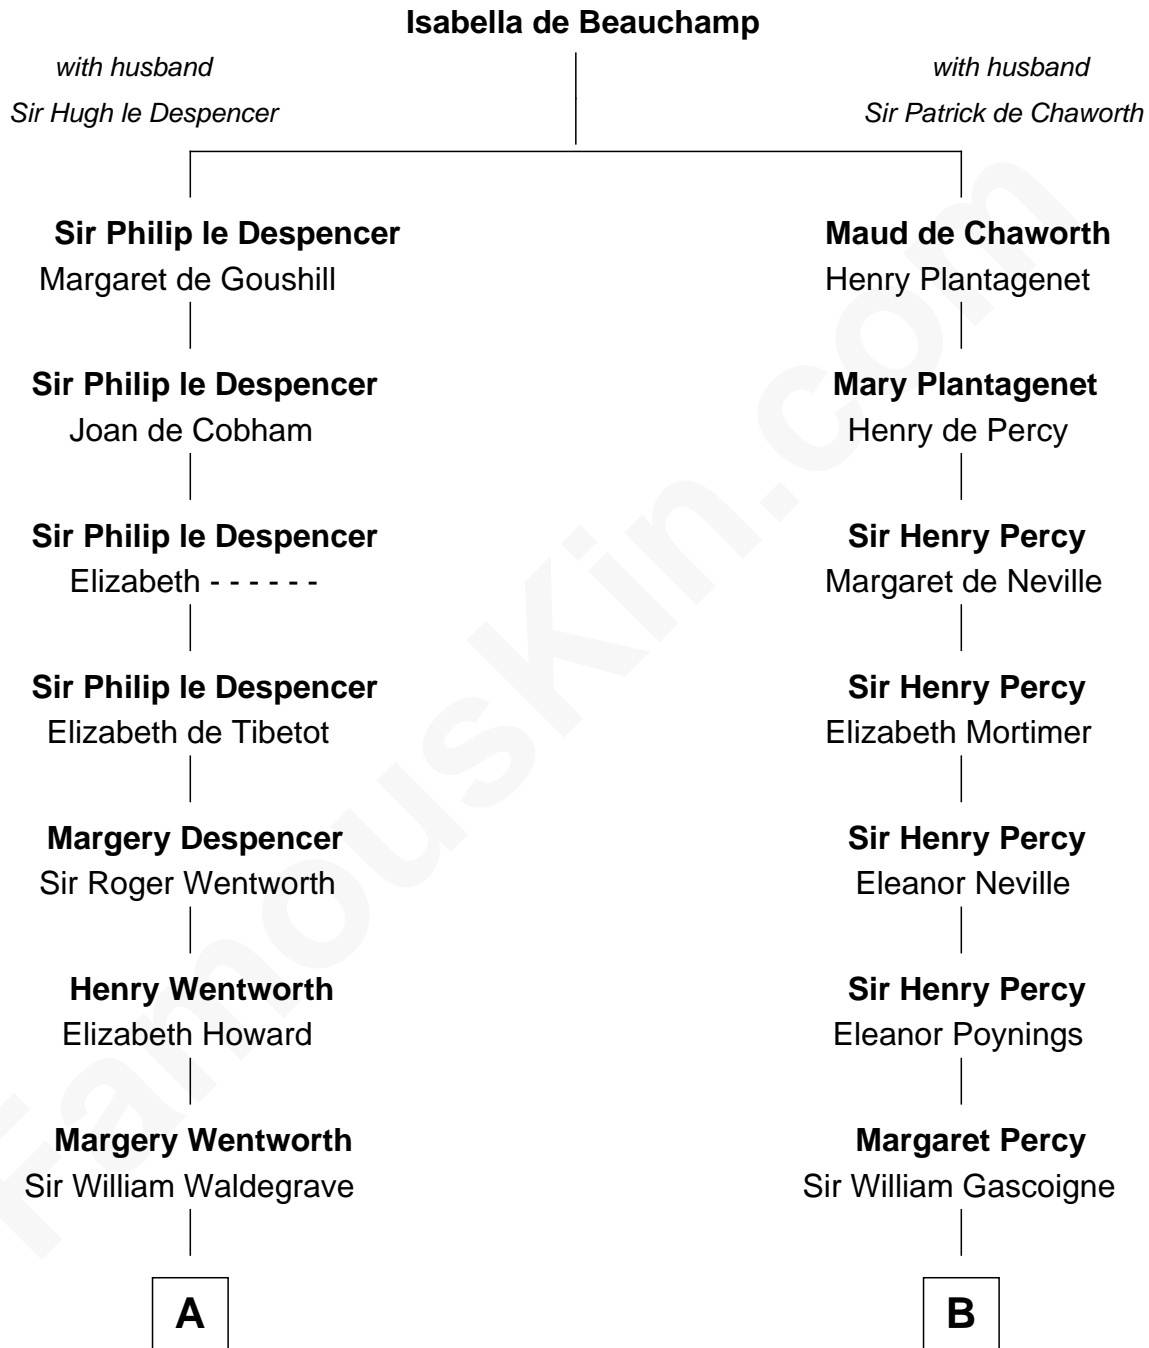 Isabella de Beauchamp
with husband
Sir Hugh le Despencer
with husband
Sir Patrick de Chaworth
Sir Philip le Despencer
Margaret de Goushill
Maud de Chaworth
Henry Plantagenet
Sir Philip le Despencer
Joan de Cobham
Mary Plantagenet
Henry de Percy
Sir Philip le Despencer
Elizabeth - - - - - -
Sir Henry Percy
Margaret de Neville
Sir Philip le Despencer
Elizabeth de Tibetot
Sir Henry Percy
Elizabeth Mortimer
Margery Despencer
Sir Roger Wentworth
Sir Henry Percy
Eleanor Neville
Henry Wentworth
Elizabeth Howard
Sir Henry Percy
Eleanor Poynings
Margery Wentworth
Sir William Waldegrave
Margaret Percy
Sir William Gascoigne
A
B
FamousKin.com